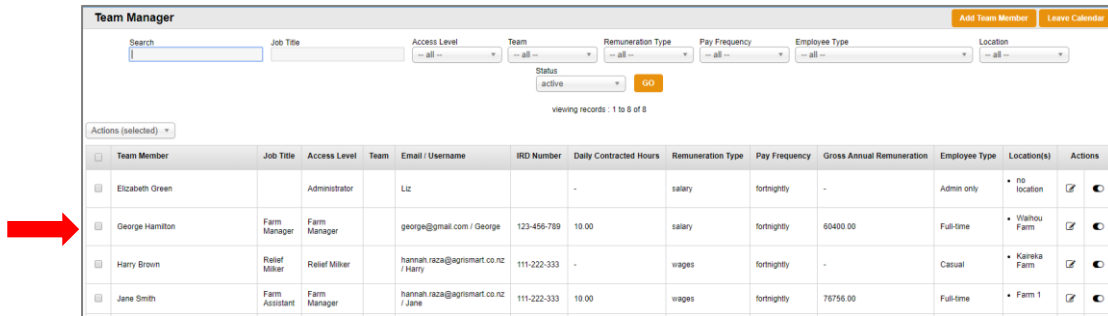 Team Manager
Add Team Member
Leave Calendar
Search
Job Title
Access Level
Team
Remuneration Type
Pay Frequency
Employee Type
Location
-- all --
-- all --
-- all --
-- all --
-- all --
-- all --
Status
active
GO
viewing records : 1 to 8 of 8
Actions (selected)
Team Member Job Title Access Level Team Email / Username IRD Number Daily Contracted Hours Remuneration Type Pay Frequency Gross Annual Remuneration Employee Type Location(s) Actions
Elizabeth Green Administrator Liz - salary fortnightly - Admin only • no
location
George Hamilton Farm
Manager Farm
Manager george@gmail.com / George 123-456-789 10.00 salary fortnightly 60400.00 Full-time • Waihou
Farm
Harry Brown Relief
Milker Relief Milker hannah.raza@agrismart.co.nz
/ Harry 111-222-333 - wages fortnightly - Casual • Kaireka
Farm
Jane Smith Farm
Assistant Farm
Manager hannah.raza@agrismart.co.nz
/ Jane 111-222-333 10.00 wages fortnightly 76756.00 Full-time • Farm 1